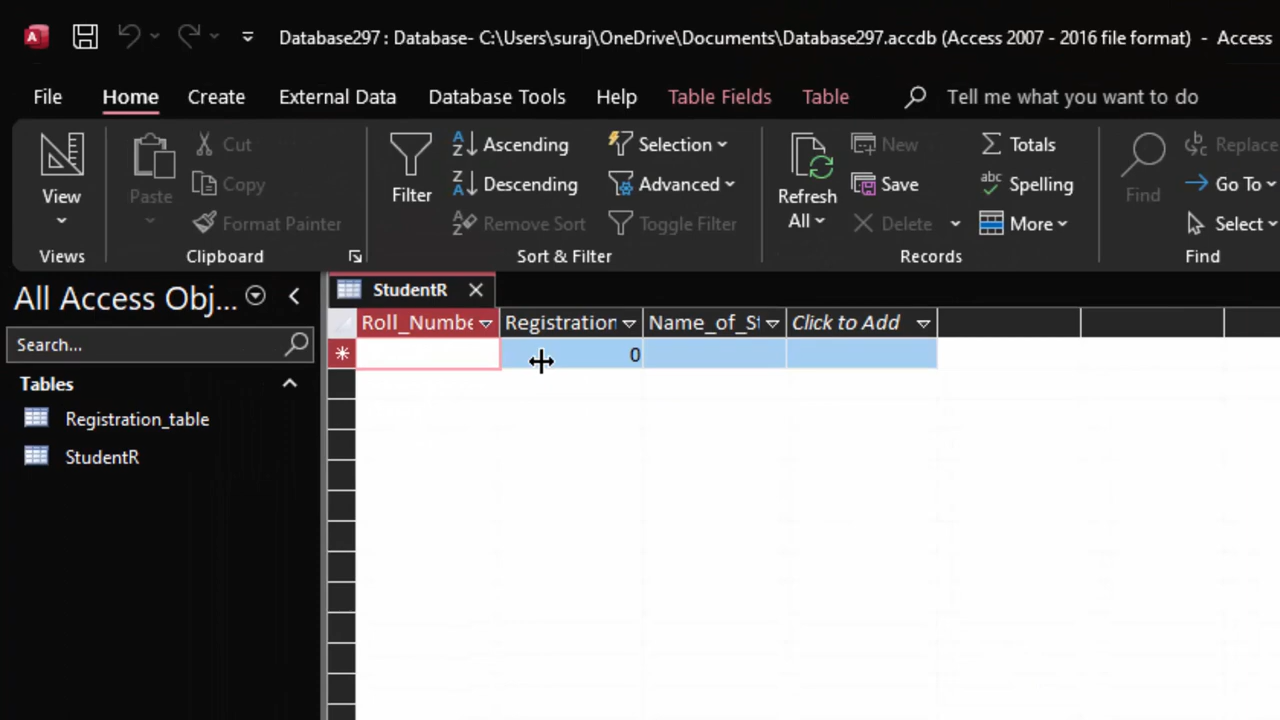 Database297 : Database- C:\Users\suraj\OneDrive\Documents\Database297.accdb (Access 2007 - 2016 file format) - Access
File Home Create External Data Database Tools Help Table Fields Table Tell me what you want to do
View
Views
Paste
Cut
Copy
Format Painter
Clipboard
Filter
Ascending
Descending
Remove Sort
Selection
Advanced
Toggle Filter
Sort & Filter
Refresh
All
New
Save
Delete
Totals
Spelling
More
Records
Find
Replace
Go To
Select
Find
All Access Obj...
Search...
Tables
Registration_table
StudentR
StudentR
Roll_Numbe Registration Name_of_St Click to Add
0